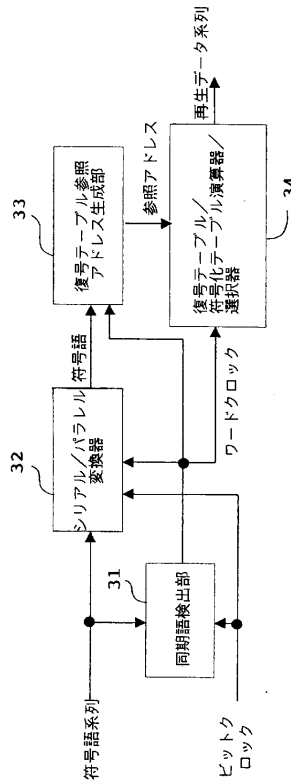 符号語系列
ビットク
ロック
31
同期語検出部
32
シリアル／パラレル
変換器
符号語
33
復号テーブル参照
アドレス生成部
参照アドレス
ワードクロック
復号テーブル／
符号化テーブル演算器／
選択器
34
再生データ系列